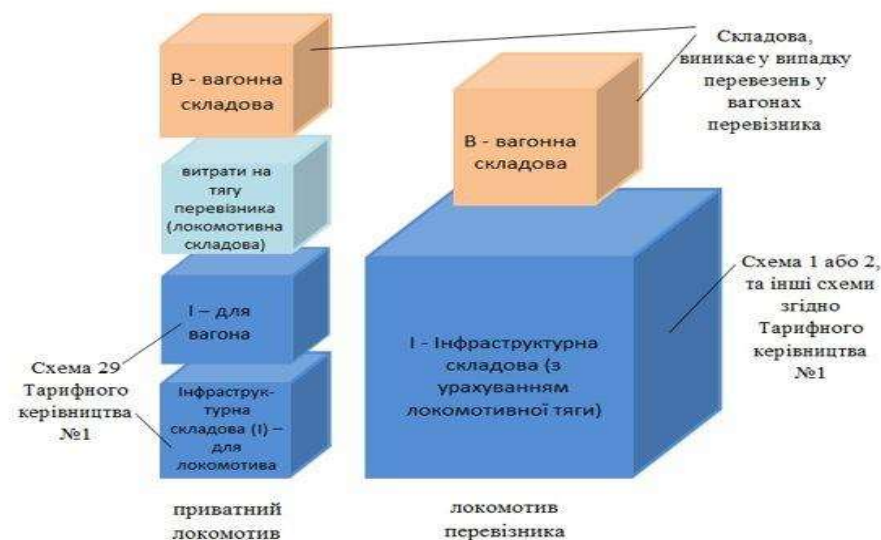 В - вагонна
складова
витрати на
тягу
перевізника
(локомотивна
складова)
І – для
вагона
Інфраструк-
турна
складова (І) –
для
локомотива
Схема 29
Тарифного
керівництва
№1
приватний
локомотив
В - вагонна
складова
І - Інфраструктурна
складова (з
урахуванням
локомотивної тяги)
локомотив
перевізника
Складова,
виникає у випадку
перевезень у
вагонах
перевізника
Схема 1 або 2,
та інші схеми
згідно
Тарифного
керівництва
№1